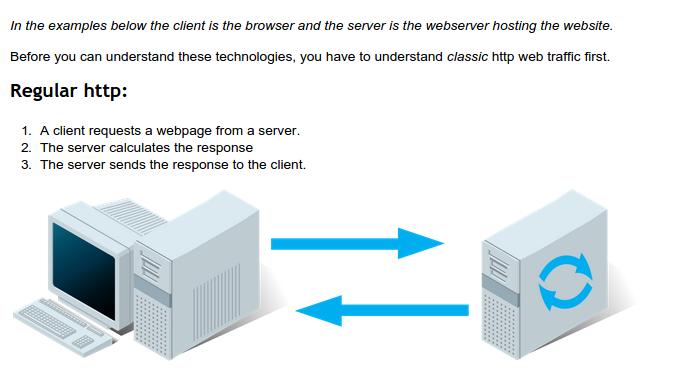 In the examples below the client is the browser and the server is the webserver hosting the website.
Before you can understand these technologies, you have to understand classic http web traffic first.
Regular http:
1. A client requests a webpage from a server.
2. The server calculates the response
3. The server sends the response to the client.